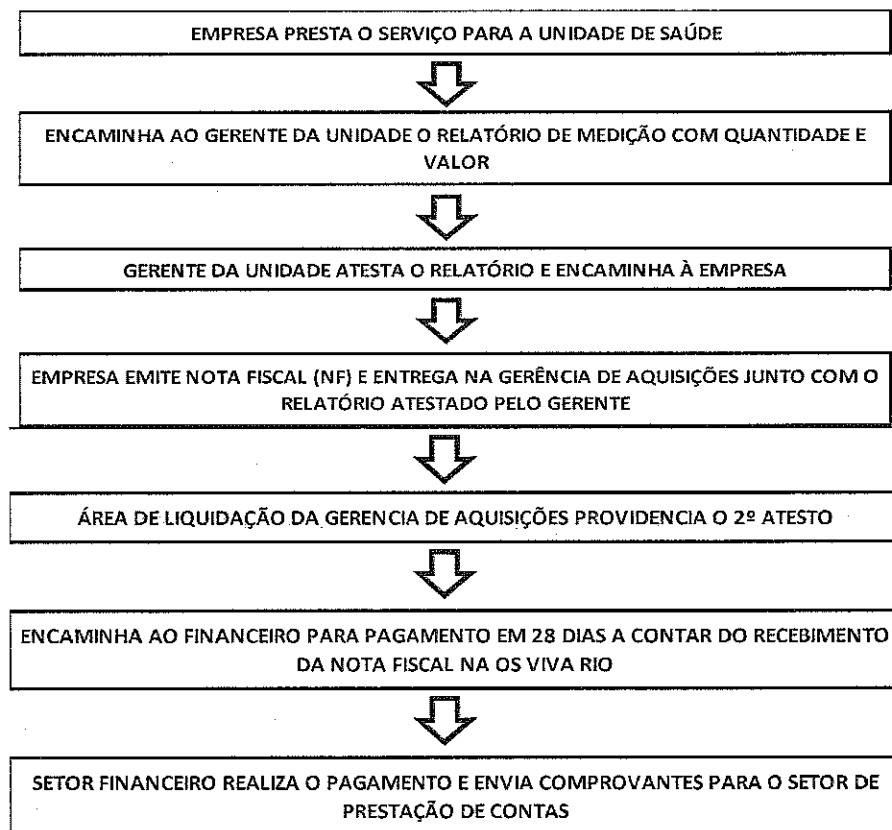 EMPRESA PRESTA O SERVIÇO PARA A UNIDADE DE SAÚDE
ENCAMINHA AO GERENTE DA UNIDADE O RELATÓRIO DE MEDIÇÃO COM QUANTIDADE E
VALOR
GERENTE DA UNIDADE ATESTA O RELATÓRIO E ENCAMINHA À EMPRESA
EMPRESA EMITE NOTA FISCAL (NF) E ENTREGA NA GERÊNCIA DE AQUISIÇÕES JUNTO COM O
RELATÓRIO ATESTADO PELO GERENTE
ÁREA DE LIQUIDAÇÃO DA GERENCIA DE AQUISIÇÕES PROVIDENCIA O 2º ATESTO
ENCAMINHA AO FINANCEIRO PARA PAGAMENTO EM 28 DIAS A CONTAR DO RECEBIMENTO
DA NOTA FISCAL NA OS VIVA RIO
SETOR FINANCEIRO REALIZA O PAGAMENTO E ENVIA COMPROVANTES PARA O SETOR DE
PRESTAÇÃO DE CONTAS